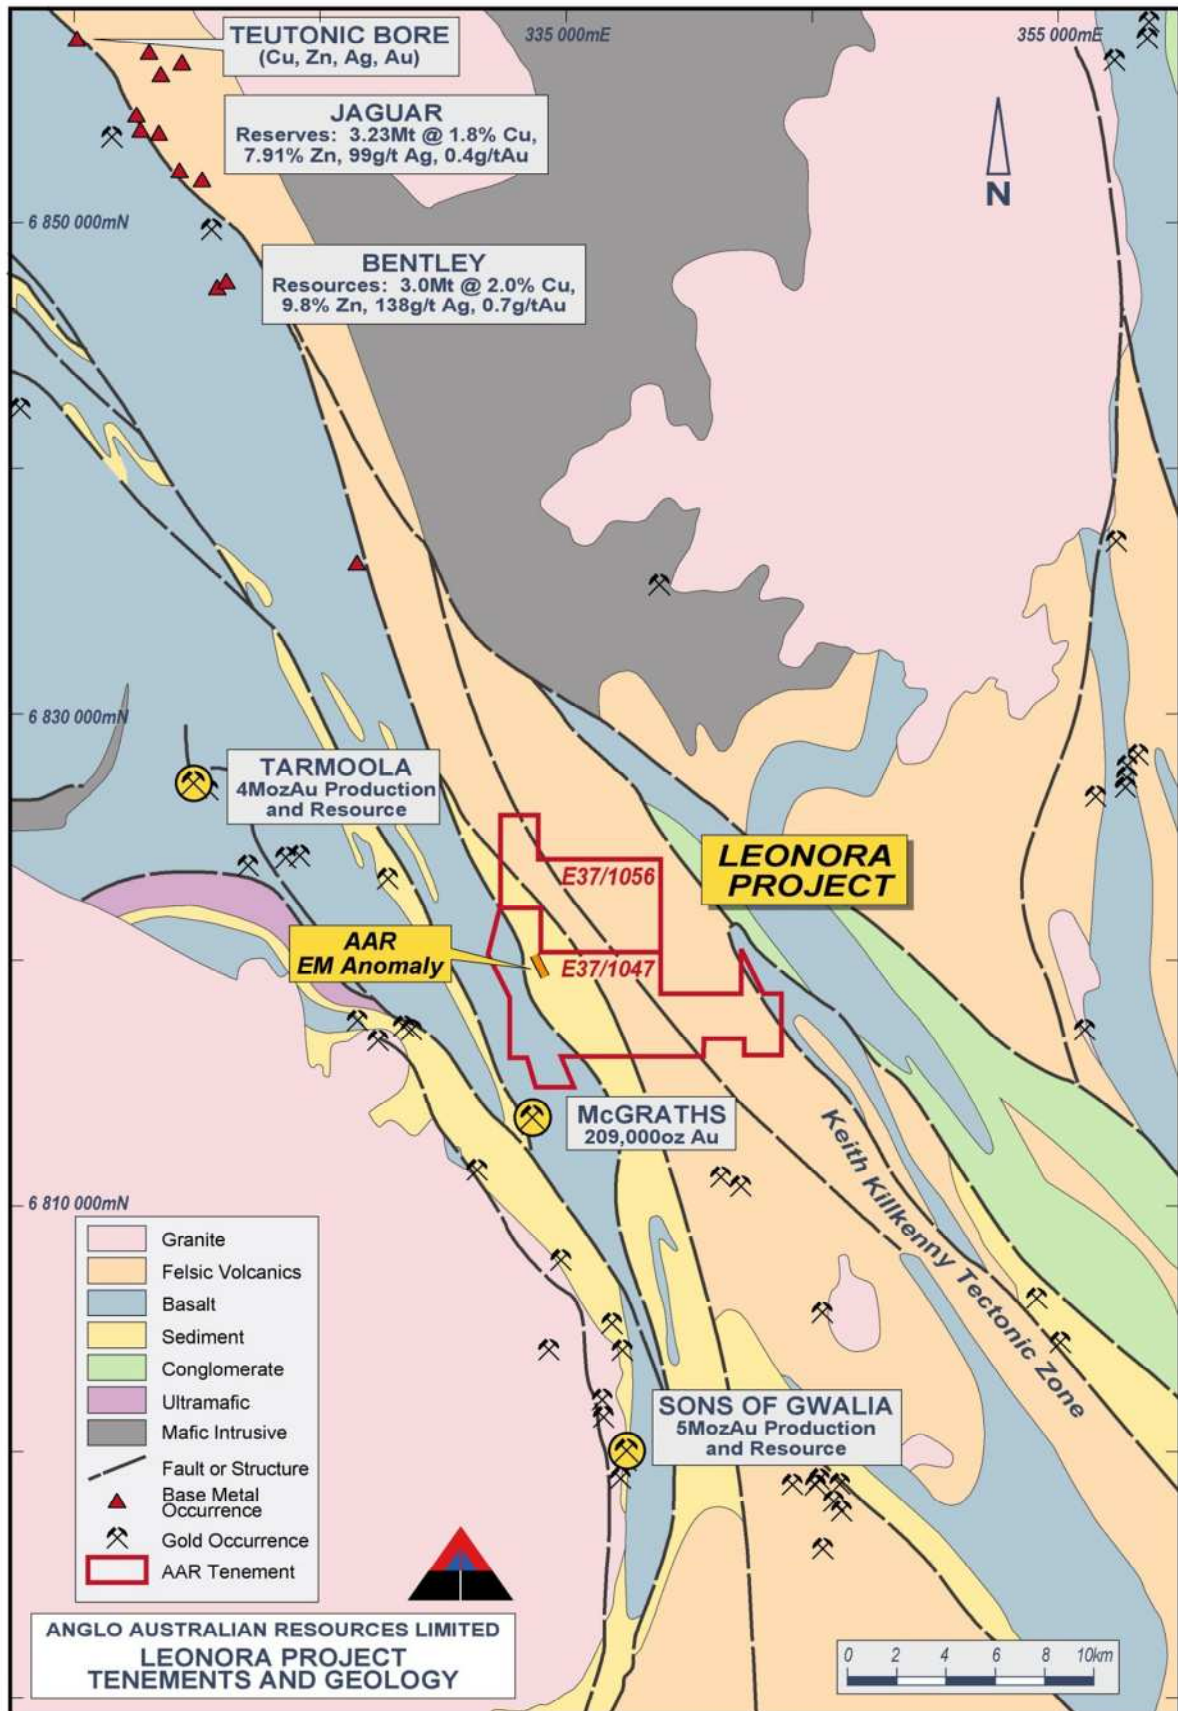 TEUTONIC BORE
(Cu, Zn, Ag, Au)
335 000mE
355 000mE
JAGUAR
Reserves: 3.23Mt @ 1.8% Cu,
7.91% Zn, 99g/t Ag, 0.4g/tAu
N
6 850 000mN
BENTLEY
Resources: 3.0Mt @ 2.0% Cu,
9.8% Zn, 138g/t Ag, 0.7g/tAu
6 830 000mN
TARMOOLA
4MozAu Production
and Resource
LEONORA
PROJECT
E37/1056
AAR
EM Anomaly
E37/1047
McGRATHS
209,000oz Au
Keith Killkenny Tectonic Zone
6 810 000mN
Granite
Felsic Volcanics
Basalt
Sediment
Conglomerate
Ultramafic
Mafic Intrusive
Fault or Structure
Base Metal
Occurrence
Gold Occurrence
AAR Tenement
SONS OF GWALIA
5MozAu Production
and Resource
ANGLO AUSTRALIAN RESOURCES LIMITED
LEONORA PROJECT
TENEMENTS AND GEOLOGY
0 2 4 6 8 10km